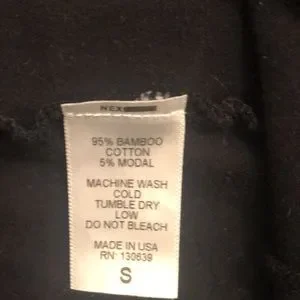 95% BAMBOO
COTTON
5% MODAL
MACHINE WASH
COLD
TUMBLE DRY
LOW
DO NOT BLEACH
MADE IN USA
RN: 130639
S